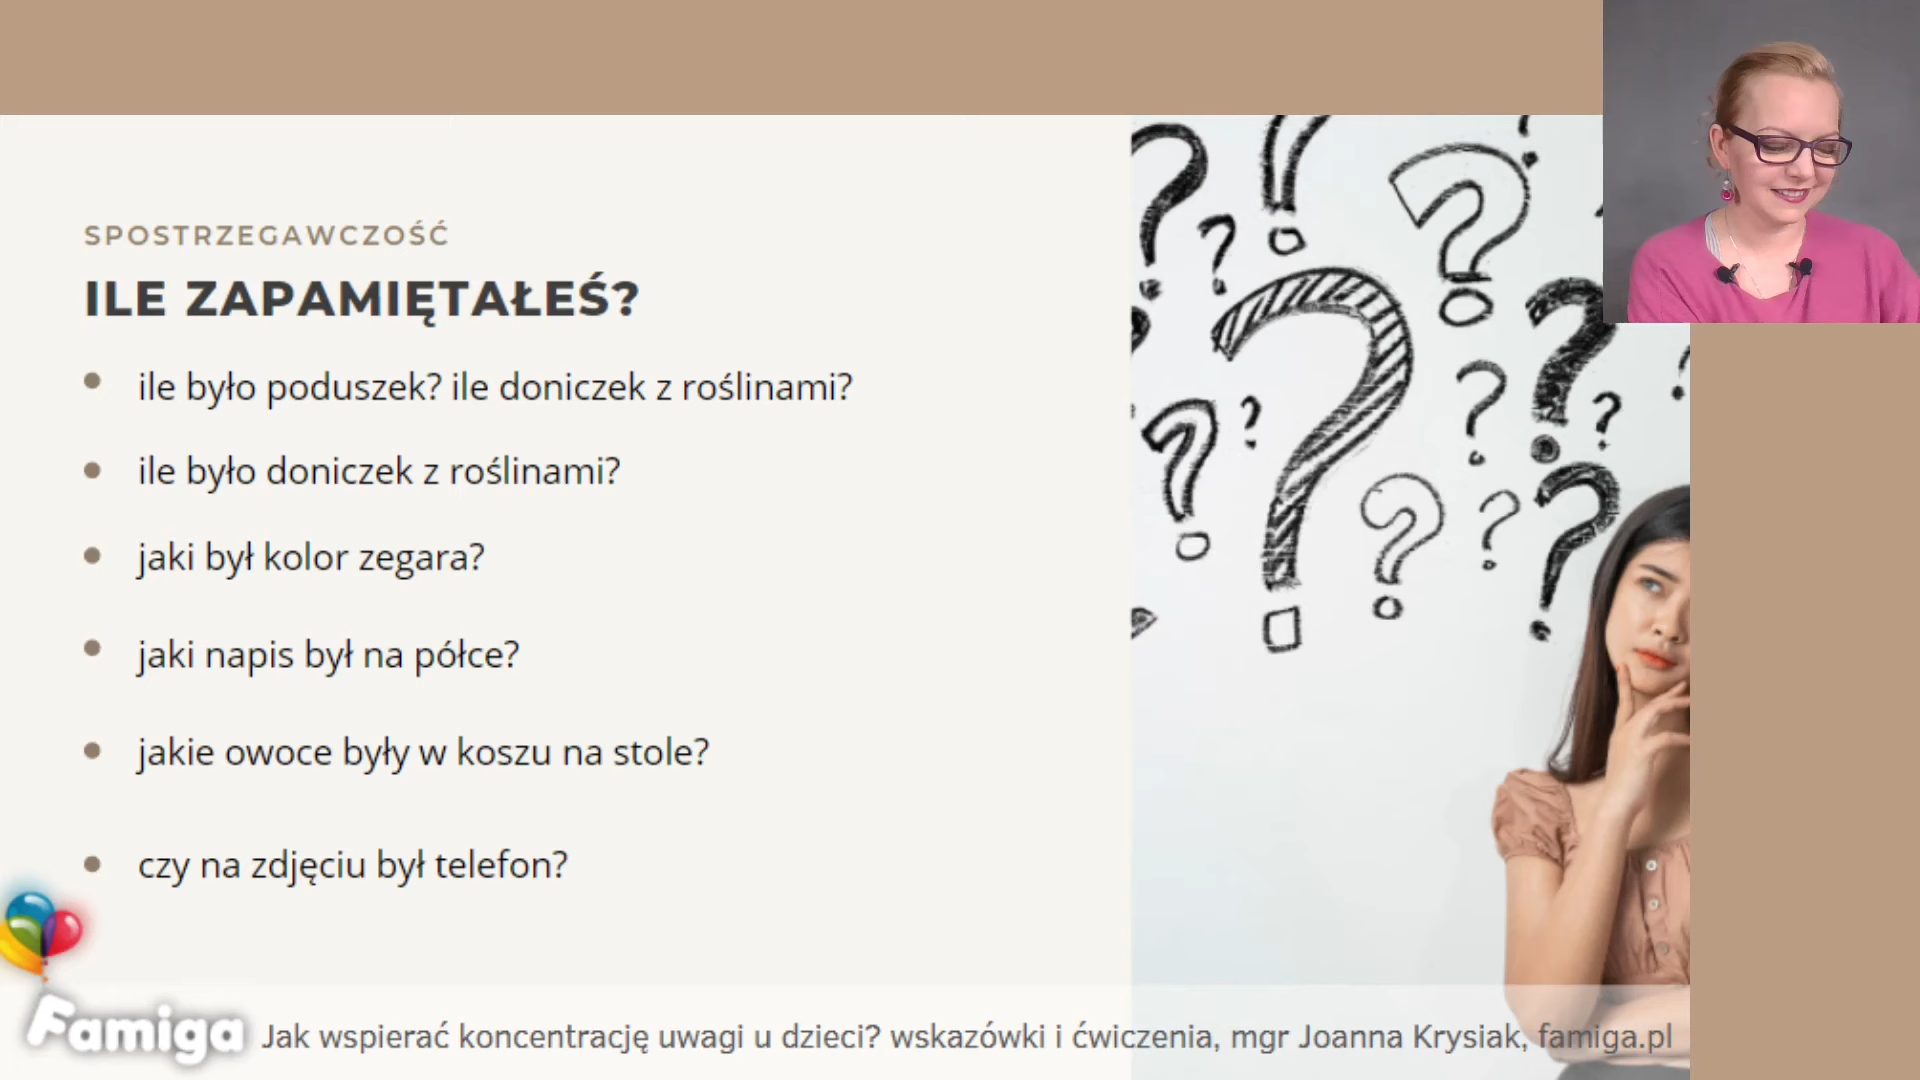 SPOSTRZEGAWCZOŚĆ
ILE ZAPAMIĘTAŁEŚ?
ile było poduszek? ile doniczek z roślinami?
ile było doniczek z roślinami?
jaki był kolor zegara?
jaki napis był na półce?
jakie owoce były w koszu na stole?
czy na zdjęciu był telefon?
Famiga
Jak wspierać koncentrację uwagi u dzieci? wskazówki i ćwiczenia, mgr Joanna Krysiak, famiga.pl